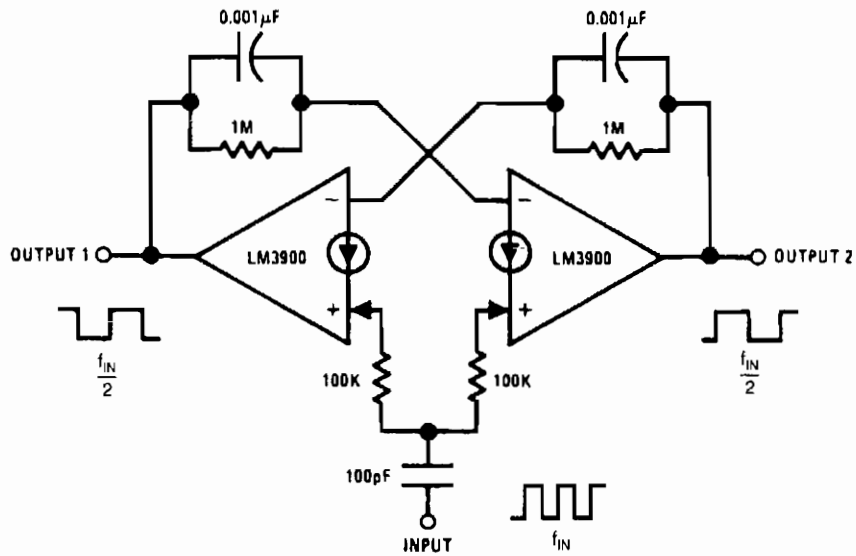 0.001μF
0.001μF
1M
1M
−
−
LM3900
LM3900
OUTPUT 1
OUTPUT 2
+
+
f_IN/2
f_IN/2
100K
100K
100pF
INPUT
f_IN